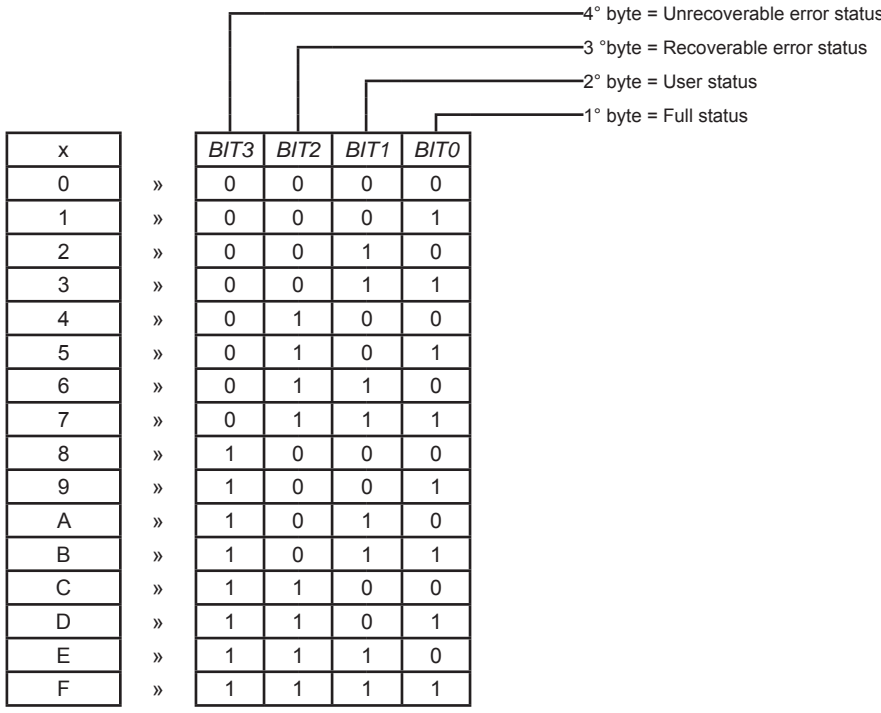 4° byte = Unrecoverable error status
3 °byte = Recoverable error status
2° byte = User status
1° byte = Full status
x BIT3 BIT2 BIT1 BIT0
0 » 0 0 0 0
1 » 0 0 0 1
2 » 0 0 1 0
3 » 0 0 1 1
4 » 0 1 0 0
5 » 0 1 0 1
6 » 0 1 1 0
7 » 0 1 1 1
8 » 1 0 0 0
9 » 1 0 0 1
A » 1 0 1 0
B » 1 0 1 1
C » 1 1 0 0
D » 1 1 0 1
E » 1 1 1 0
F » 1 1 1 1